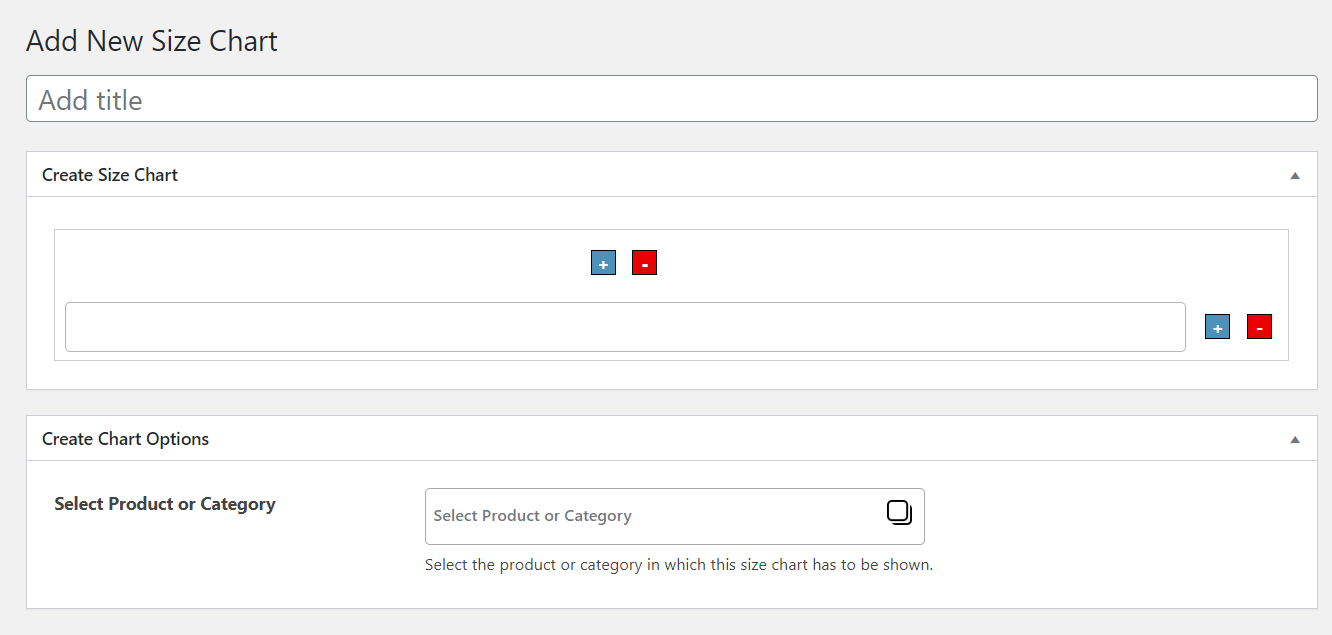 Add New Size Chart
Add title
Create Size Chart
+ -
+ -
Create Chart Options
Select Product or Category
Select Product or Category
Select the product or category in which this size chart has to be shown.